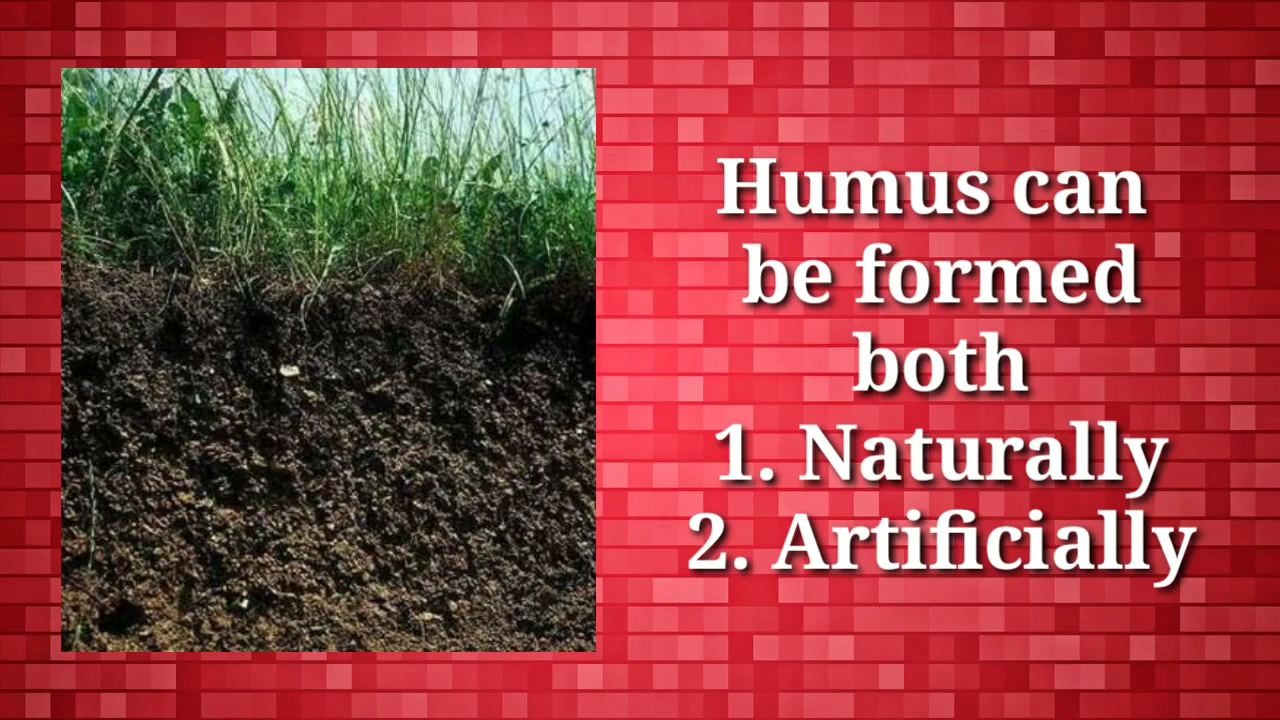 Humus can
be formed
both
1. Naturally
2. Artificially